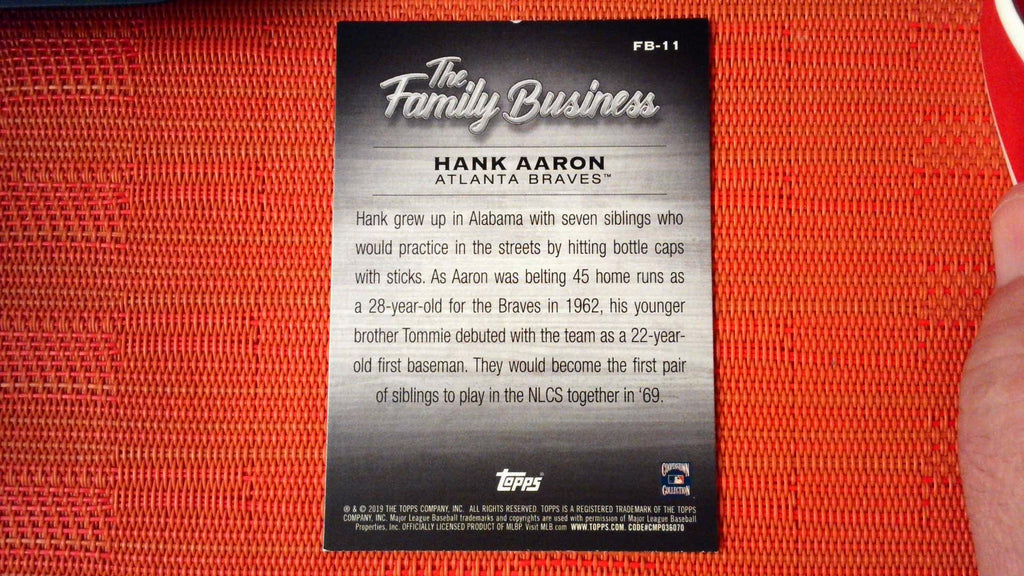 FB-11
The
Family Business
HANK AARON
ATLANTA BRAVES™
Hank grew up in Alabama with seven siblings who
would practice in the streets by hitting bottle caps
with sticks. As Aaron was belting 45 home runs as
a 28-year-old for the Braves in 1962, his younger
brother Tommie debuted with the team as a 22-year-
old first baseman. They would become the first pair
of siblings to play in the NLCS together in ‘69.
topps®
COOPERSTOWN
COLLECTION
® & © 2019 THE TOPPS COMPANY, INC. ALL RIGHTS RESERVED. TOPPS IS A REGISTERED TRADEMARK OF THE TOPPS
COMPANY, INC. Major League Baseball trademarks and copyrights are used with permission of Major League Baseball
Properties, Inc. OFFICIALLY LICENSED PRODUCT OF MLBP. Visit MLB.com WWW.TOPPS.COM. CODE#CMP036070